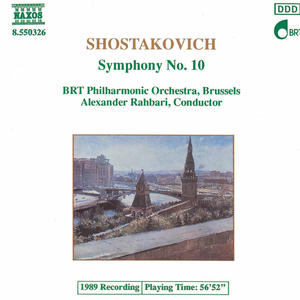 NAXOS
8.550326
DDD
BRT
SHOSTAKOVICH
Symphony No. 10
BRT Philharmonic Orchestra, Brussels
Alexander Rahbari, Conductor
1989 Recording
Playing Time: 56'52"